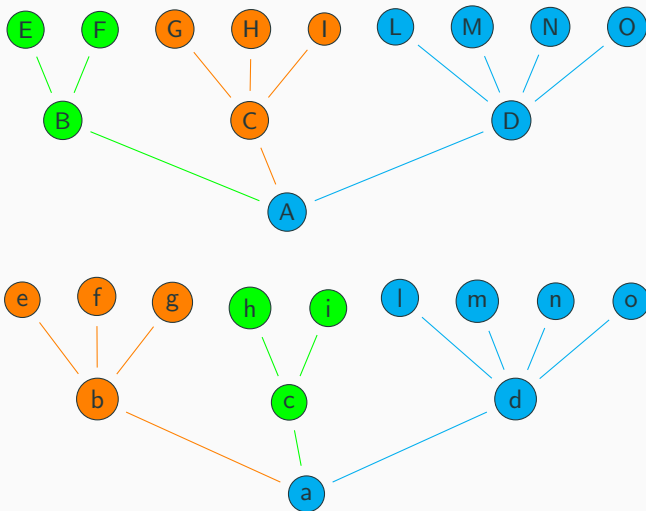 E F G H I L M N O
B C D
A
e f g h i l m n o
b c d
a